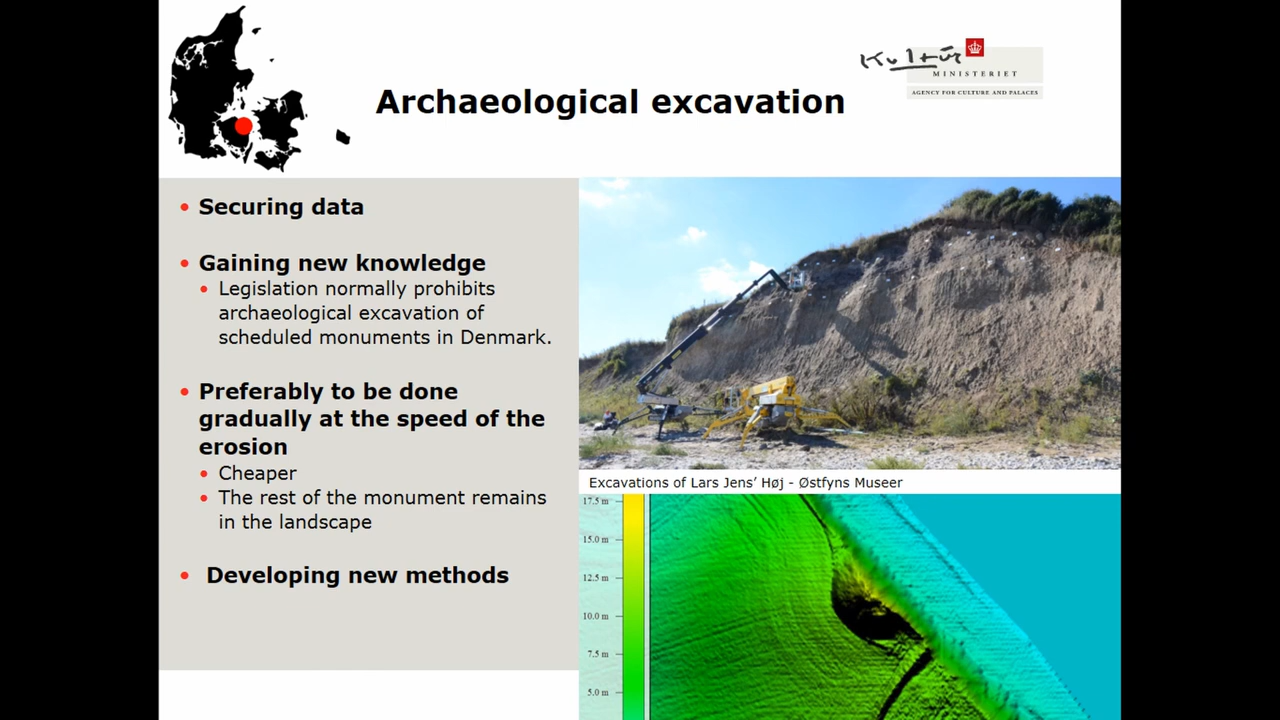 Kultur
MINISTERIET
AGENCY FOR CULTURE AND PALACES
Archaeological excavation
• Securing data
• Gaining new knowledge
• Legislation normally prohibits
archaeological excavation of
scheduled monuments in Denmark.
• Preferably to be done
gradually at the speed of the
erosion
• Cheaper
• The rest of the monument remains
in the landscape
• Developing new methods
Excavations of Lars Jens’ Høj - Østfyns Museer
17.5 m
15.0 m
12.5 m
10.0 m
7.5 m
5.0 m